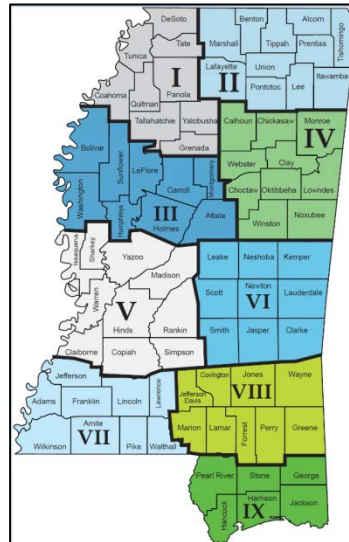 DeSoto
Tunica
Tate
I
Panola
Coahoma
Quitman
Tallahatchie
Yalobusha
Grenada
Benton
Alcorn
Marshall
Tippah
Prentiss
Tishomingo
Lafayette
Union
II
Pontotoc
Lee
Itawamba
Bolivar
Sunflower
LeFlore
Washington
Carroll
Montgomery
III
Humphreys
Holmes
Attala
Calhoun
Chickasaw
Monroe
IV
Webster
Clay
Choctaw
Oktibbeha
Lowndes
Winston
Noxubee
Issaquena
Sharkey
Yazoo
Madison
Warren
V
Hinds
Rankin
Claiborne
Copiah
Simpson
Leake
Neshoba
Kemper
Scott
Newton
VI
Lauderdale
Smith
Jasper
Clarke
Jefferson
Adams
Franklin
Lincoln
Lawrence
Amite
Wilkinson
VII
Pike
Walthall
Covington
Jones
Wayne
Jefferson
Davis
VIII
Marion
Lamar
Forrest
Perry
Greene
Pearl River
Stone
George
Hancock
Harrison
IX
Jackson